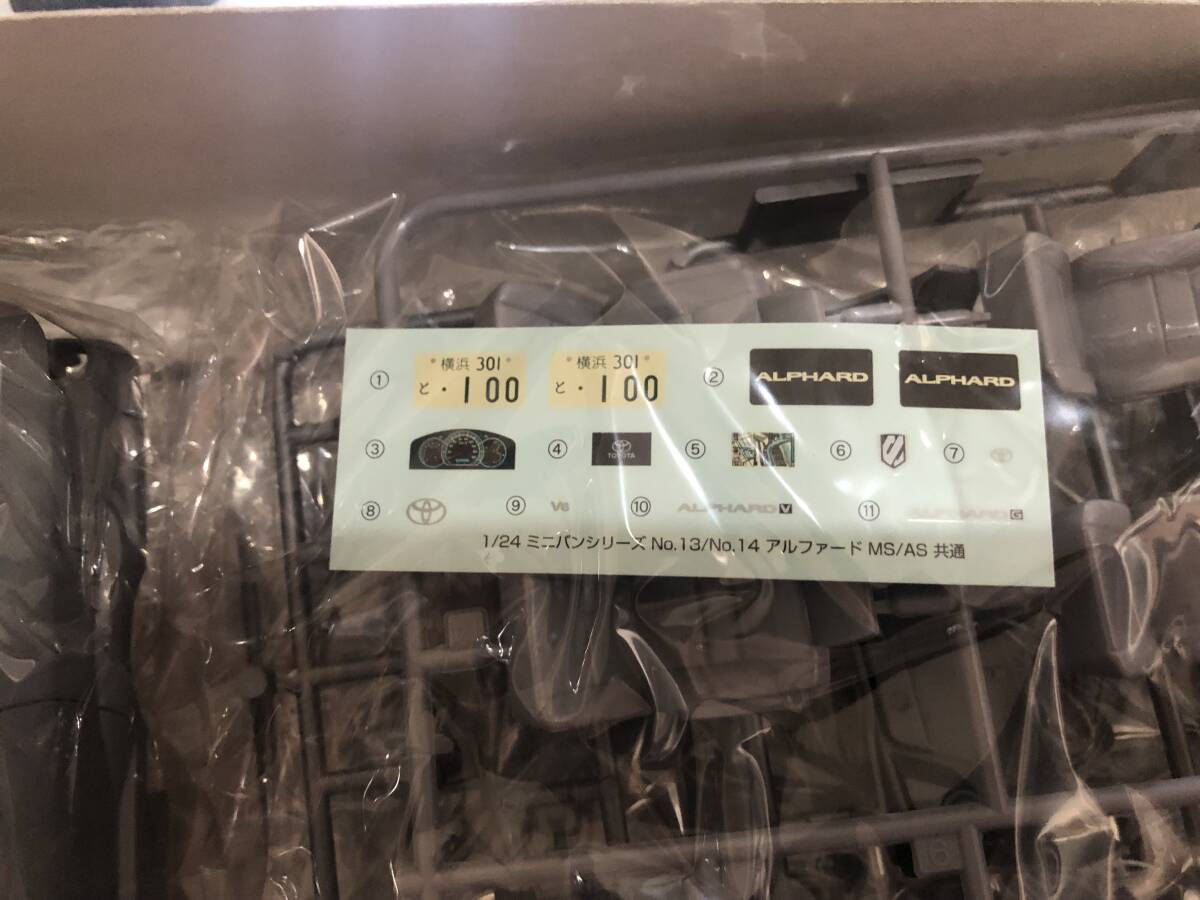 ① 横浜 301 横浜 301 ② ALPHARD ALPHARD
と ・100 と ・100
③ ④ TOYOTA ⑤ ⑥ ⑦
⑧ ⑨ V6 ⑩ ALPHARD V ⑪ ALPHARD G
1/24 ミニバンシリーズ No.13/No.14 アルファード MS/AS 共通